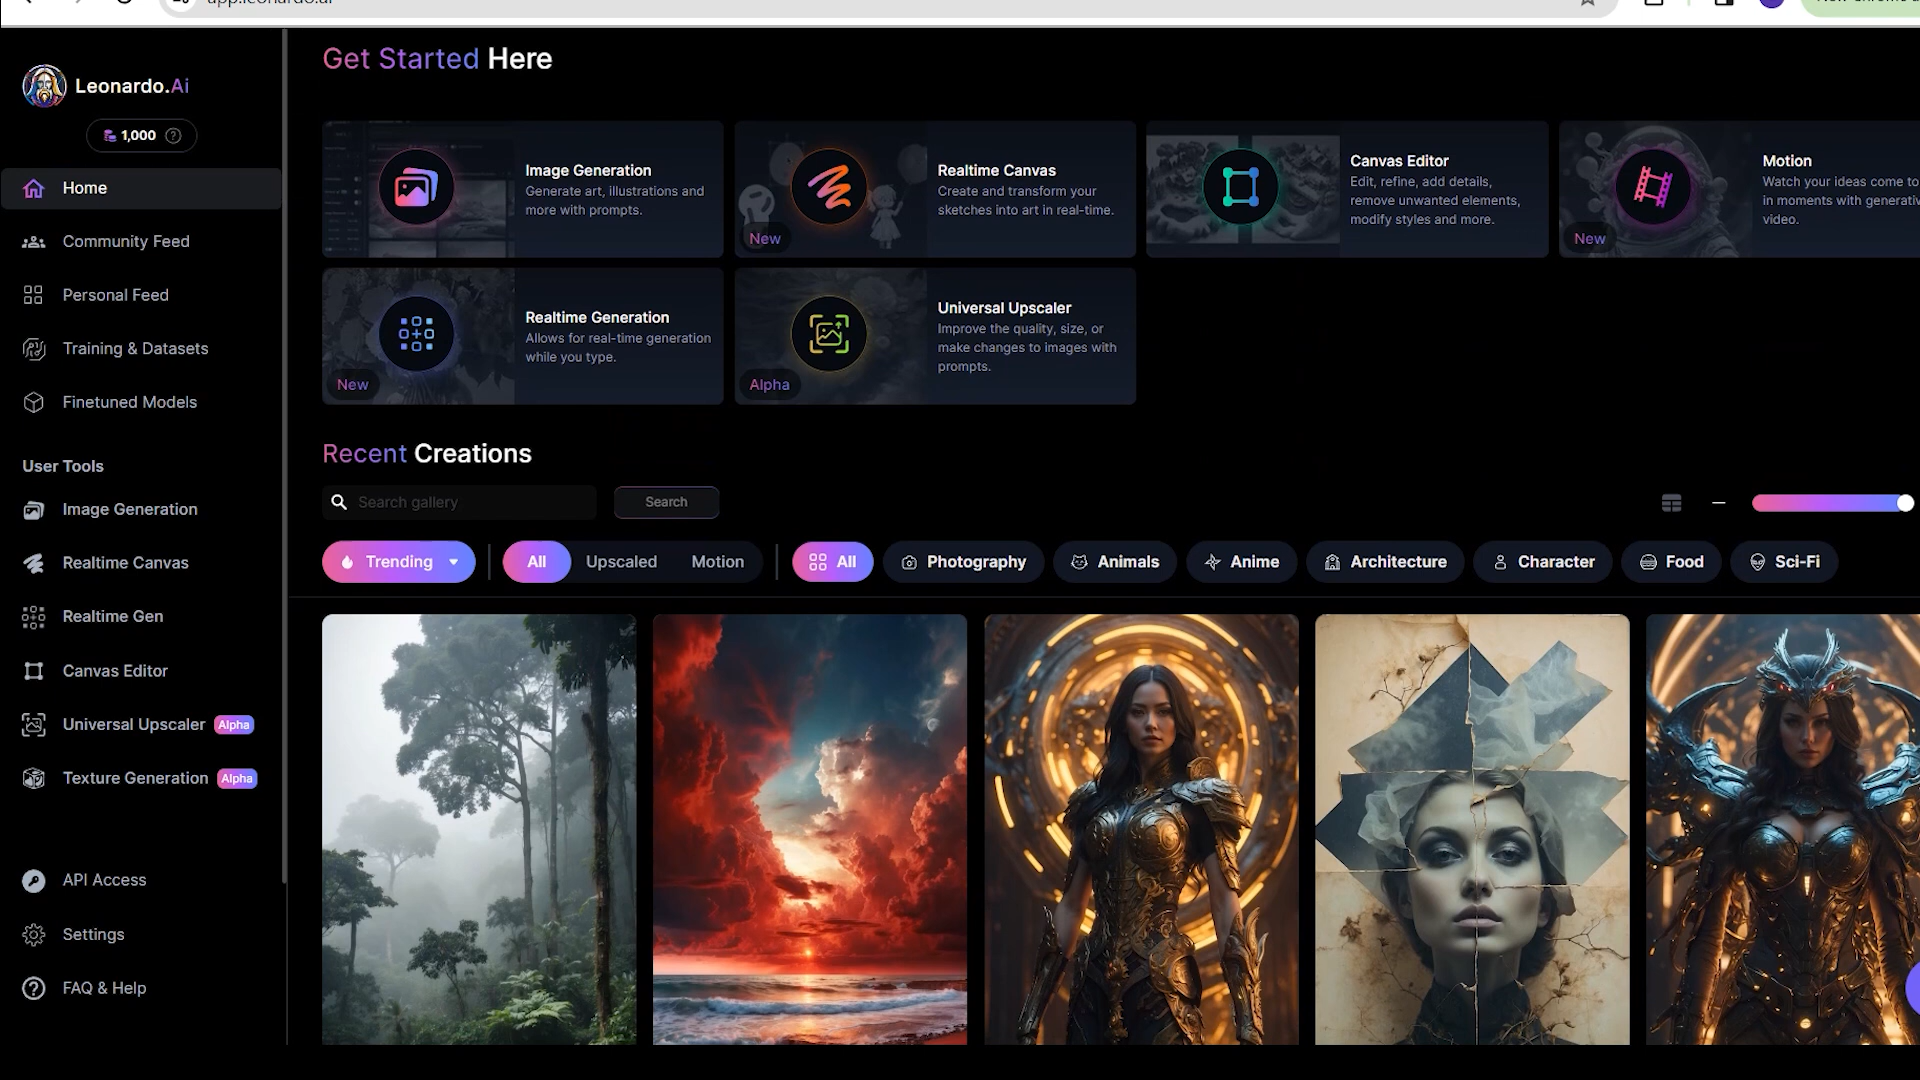 app.leonardo.ai
Leonardo.Ai
1,000
Home
Community Feed
Personal Feed
Training & Datasets
Finetuned Models
User Tools
Image Generation
Realtime Canvas
Realtime Gen
Canvas Editor
Universal Upscaler Alpha
Texture Generation Alpha
API Access
Settings
FAQ & Help
Get Started Here
Image Generation
Generate art, illustrations and
more with prompts.
New
Realtime Canvas
Create and transform your
sketches into art in real-time.
Canvas Editor
Edit, refine, add details,
remove unwanted elements,
modify styles and more.
New
Motion
Watch your ideas come to
in moments with generativ
video.
New
Realtime Generation
Allows for real-time generation
while you type.
Alpha
Universal Upscaler
Improve the quality, size, or
make changes to images with
prompts.
Recent Creations
Search gallery
Search
Trending All Upscaled Motion All Photography Animals Anime Architecture Character Food Sci-Fi